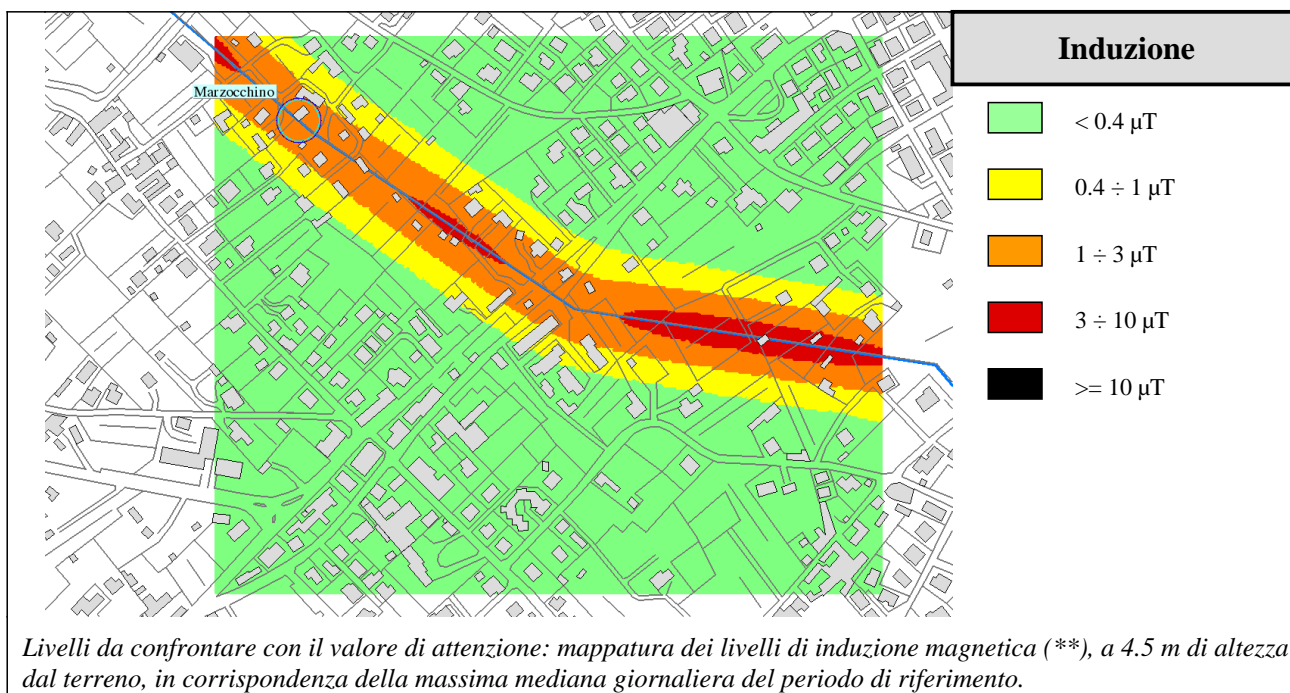 Induzione
Marzocchino
< 0.4 µT
0.4 ÷ 1 µT
1 ÷ 3 µT
3 ÷ 10 µT
>= 10 µT
Livelli da confrontare con il valore di attenzione: mappatura dei livelli di induzione magnetica (**), a 4.5 m di altezza
dal terreno, in corrispondenza della massima mediana giornaliera del periodo di riferimento.